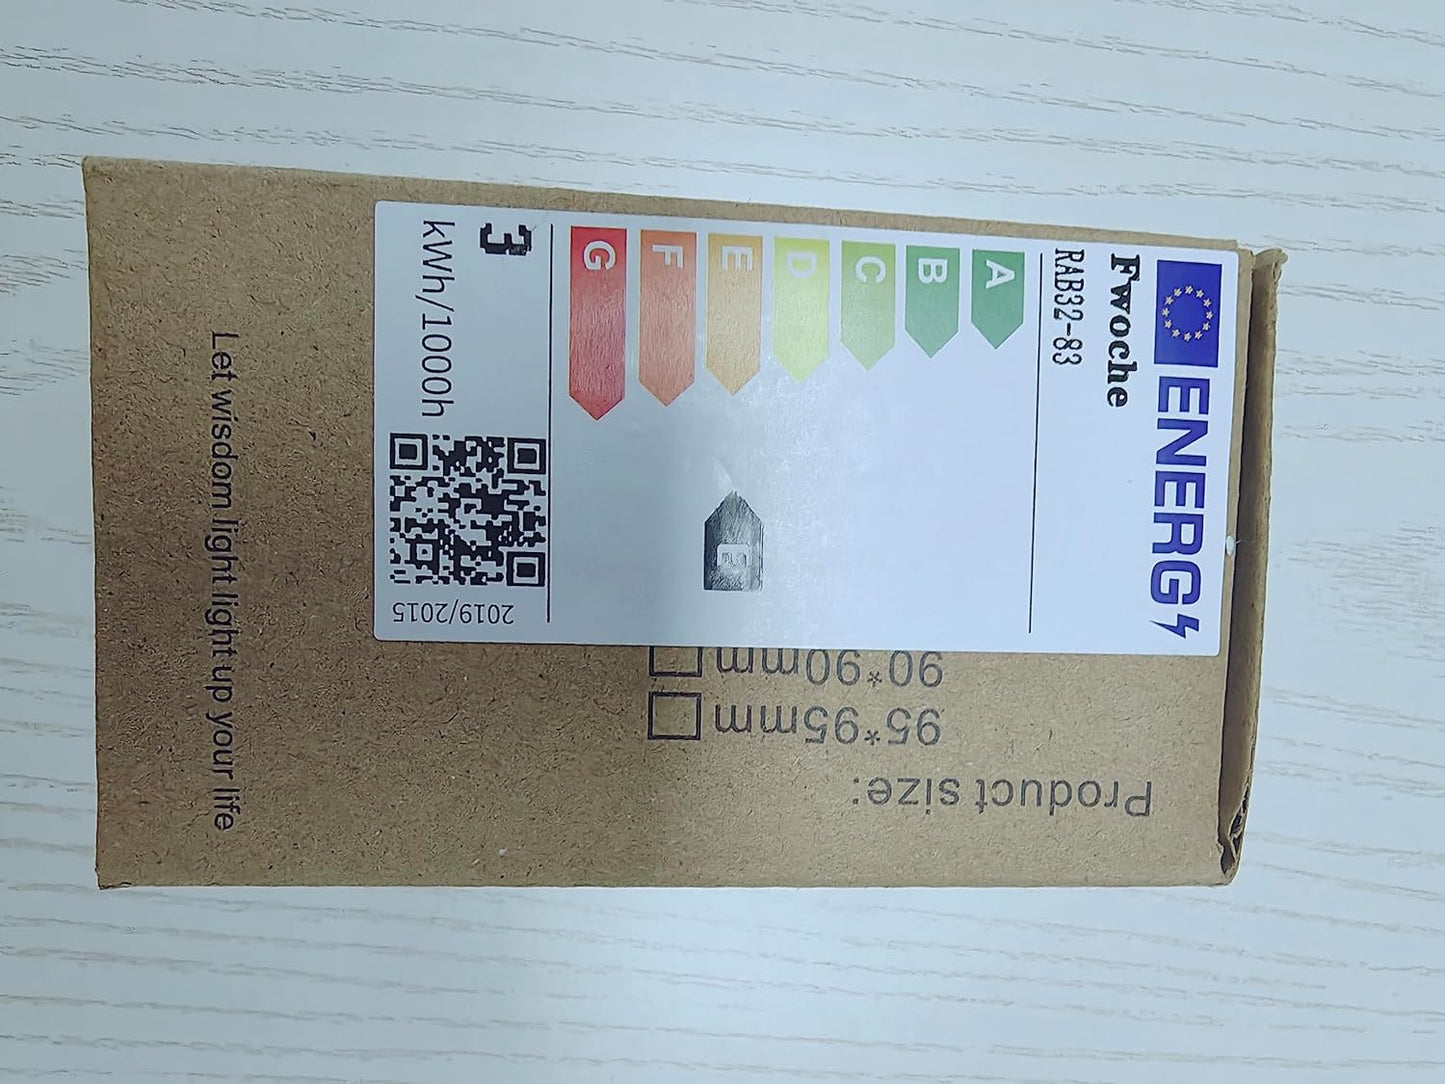 ENERG
Fwoche
RAB32-83
A
B
C
D
E
F
G
3
kWh/1000h
2019/2015
Product size:
95*95mm
90*90mm
Let wisdom light light up your life